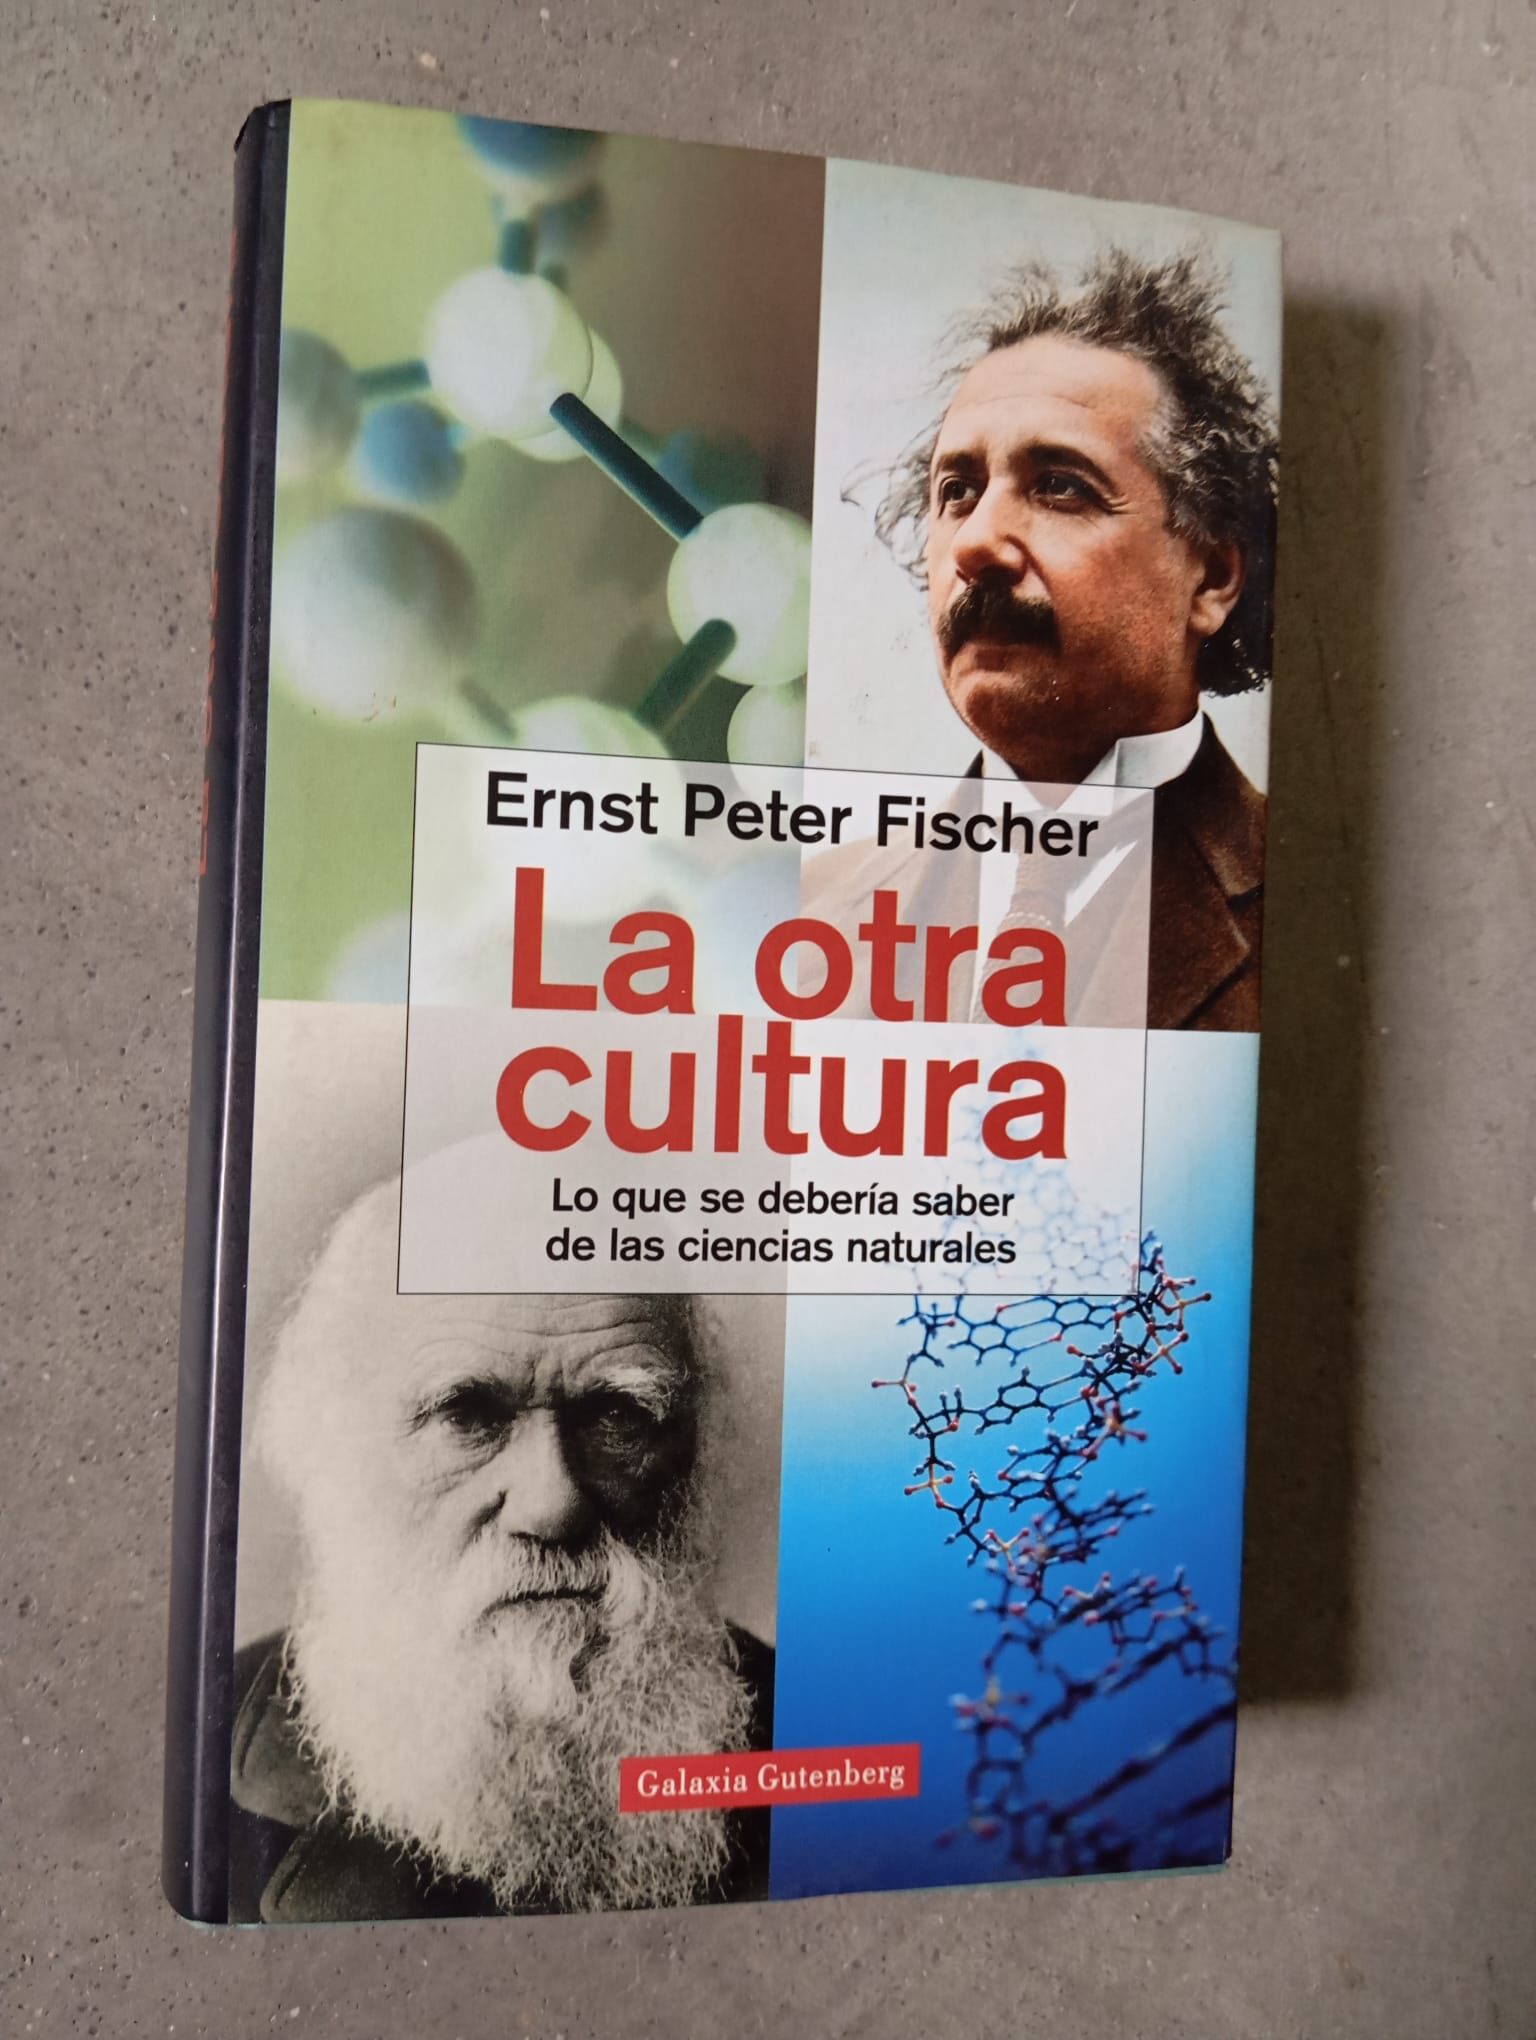 Ernst Peter Fischer
La otra
cultura
Lo que se debería saber
de las ciencias naturales
Galaxia Gutenberg